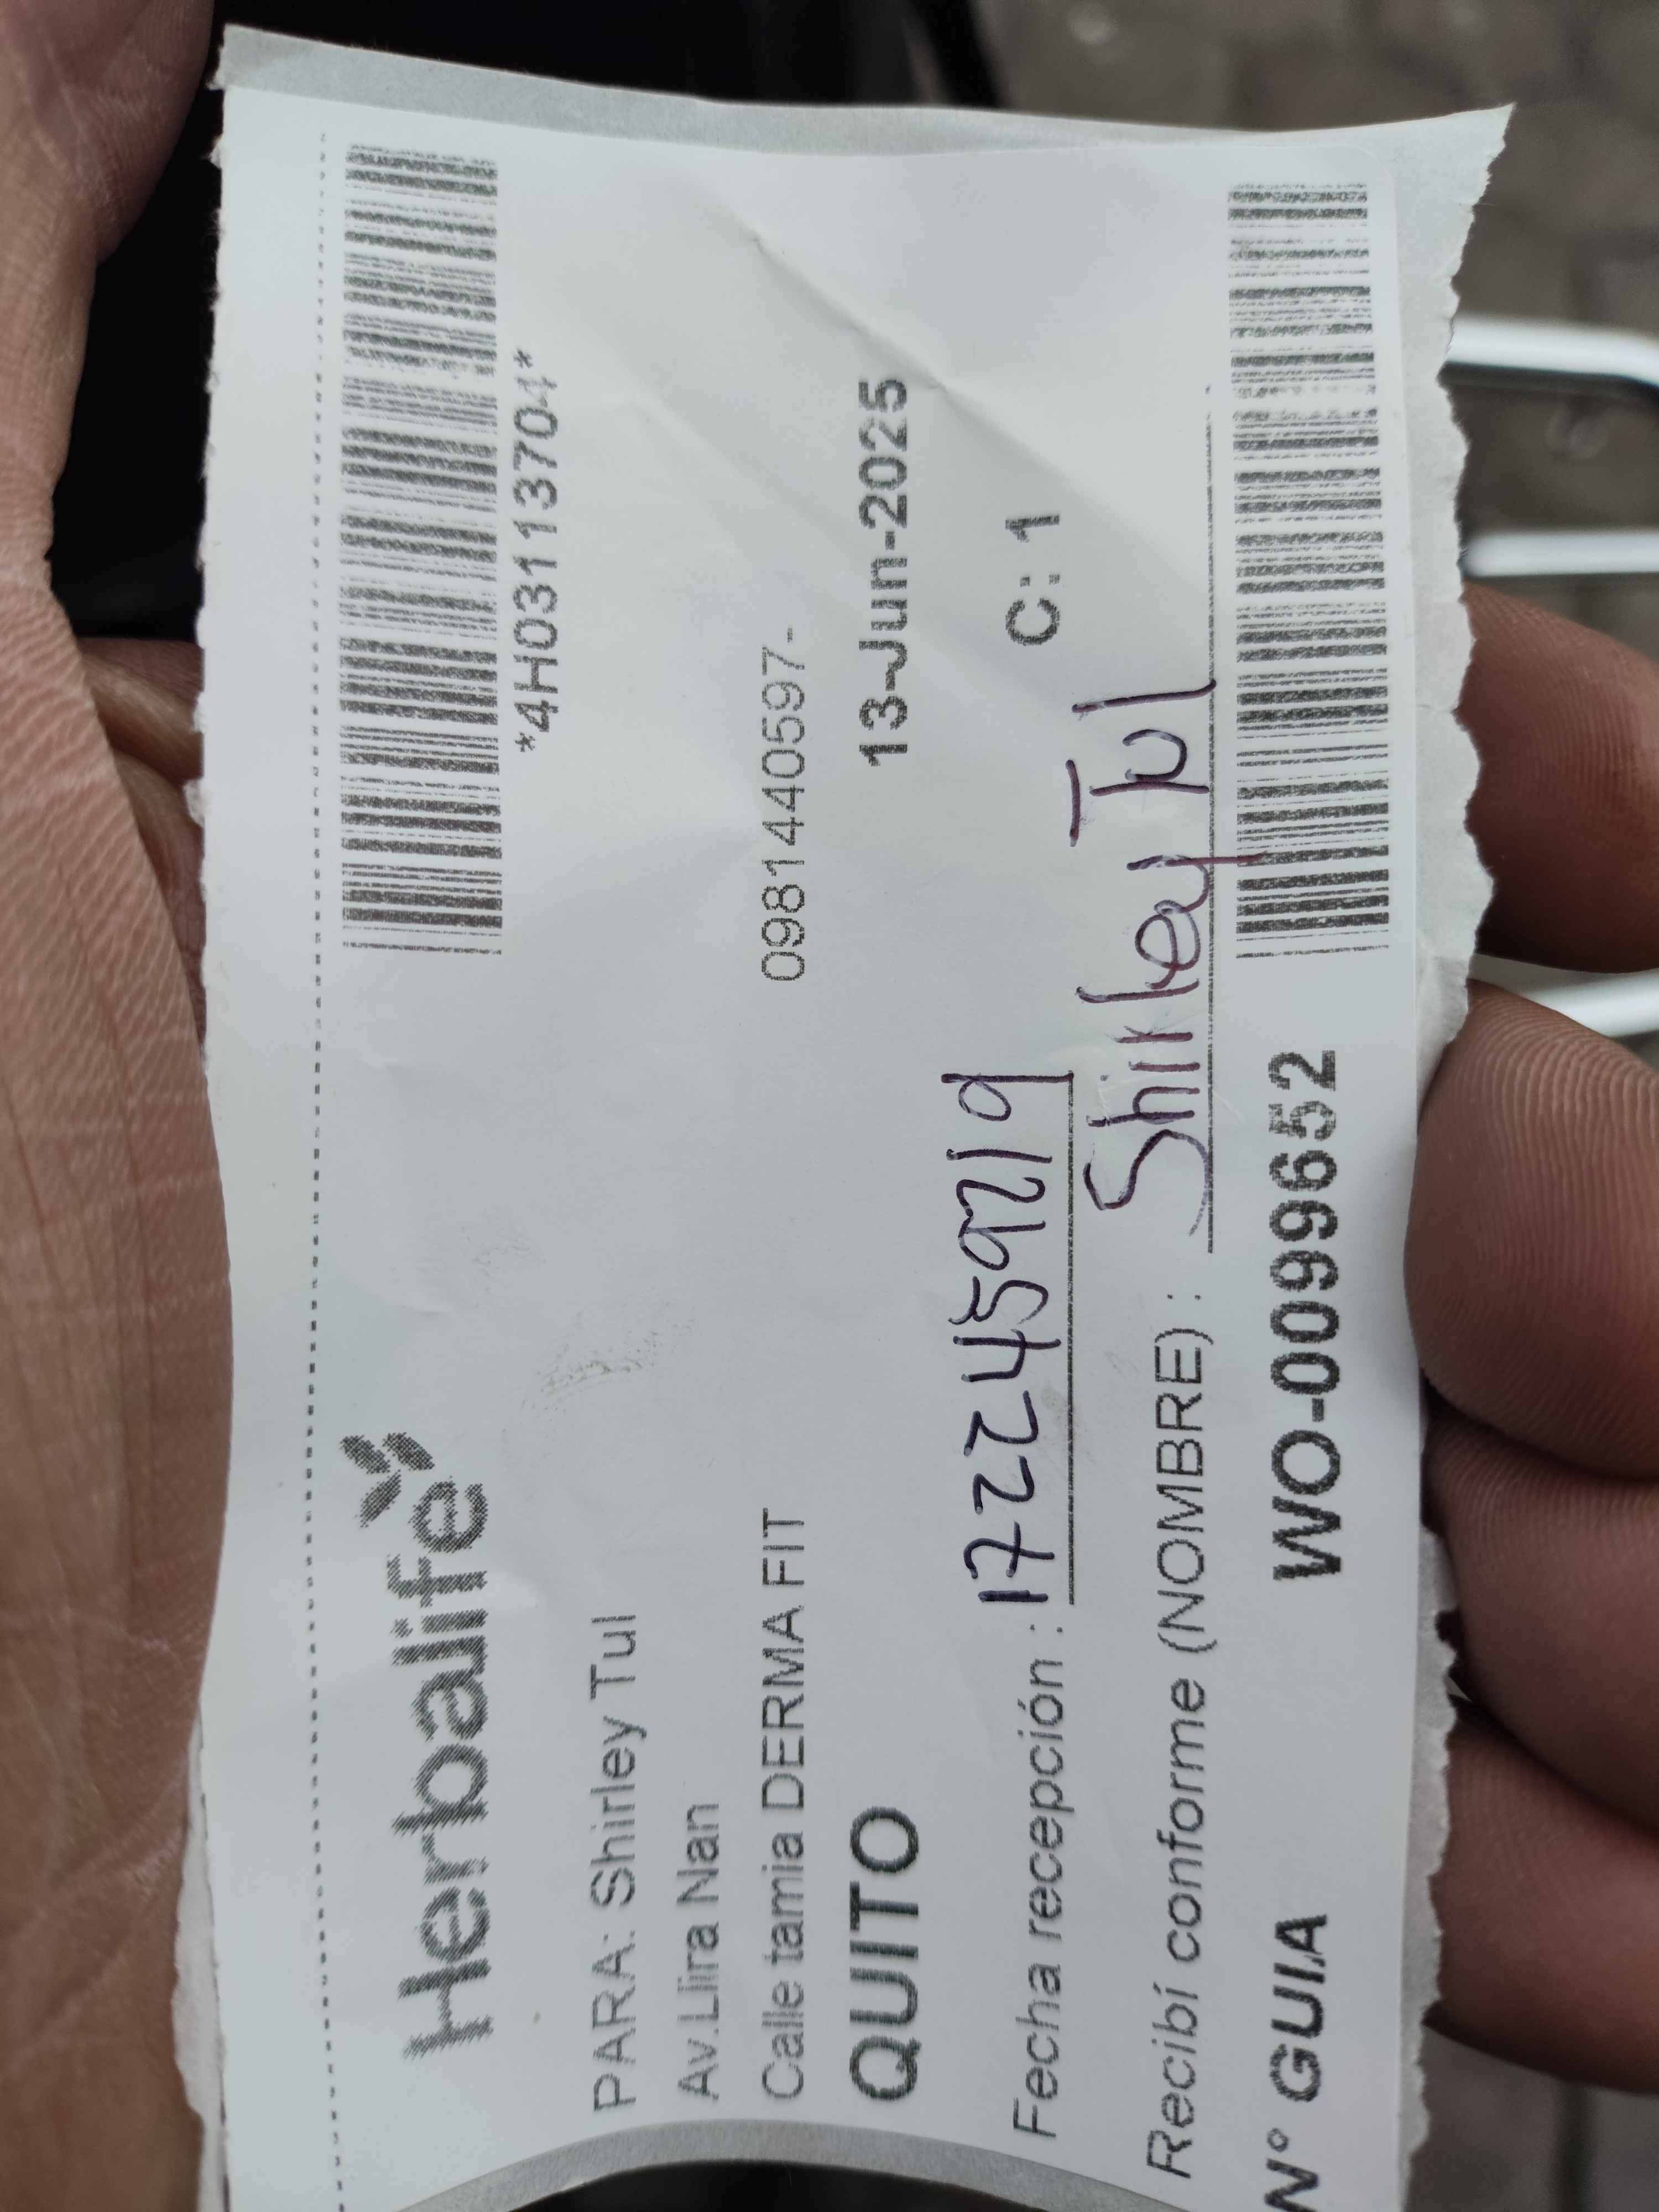 Herbalife
*4H03113704*
PARA: Shirley Tul
Av.Llira Nan
Calle tamia DERMA FIT 0981440597-
QUITO 13-Jun-2025
Fecha recepción : 1722459219 C: 1
Recibí conforme (NOMBRE) : Shirley Tul
N° GUIA WO-0099652